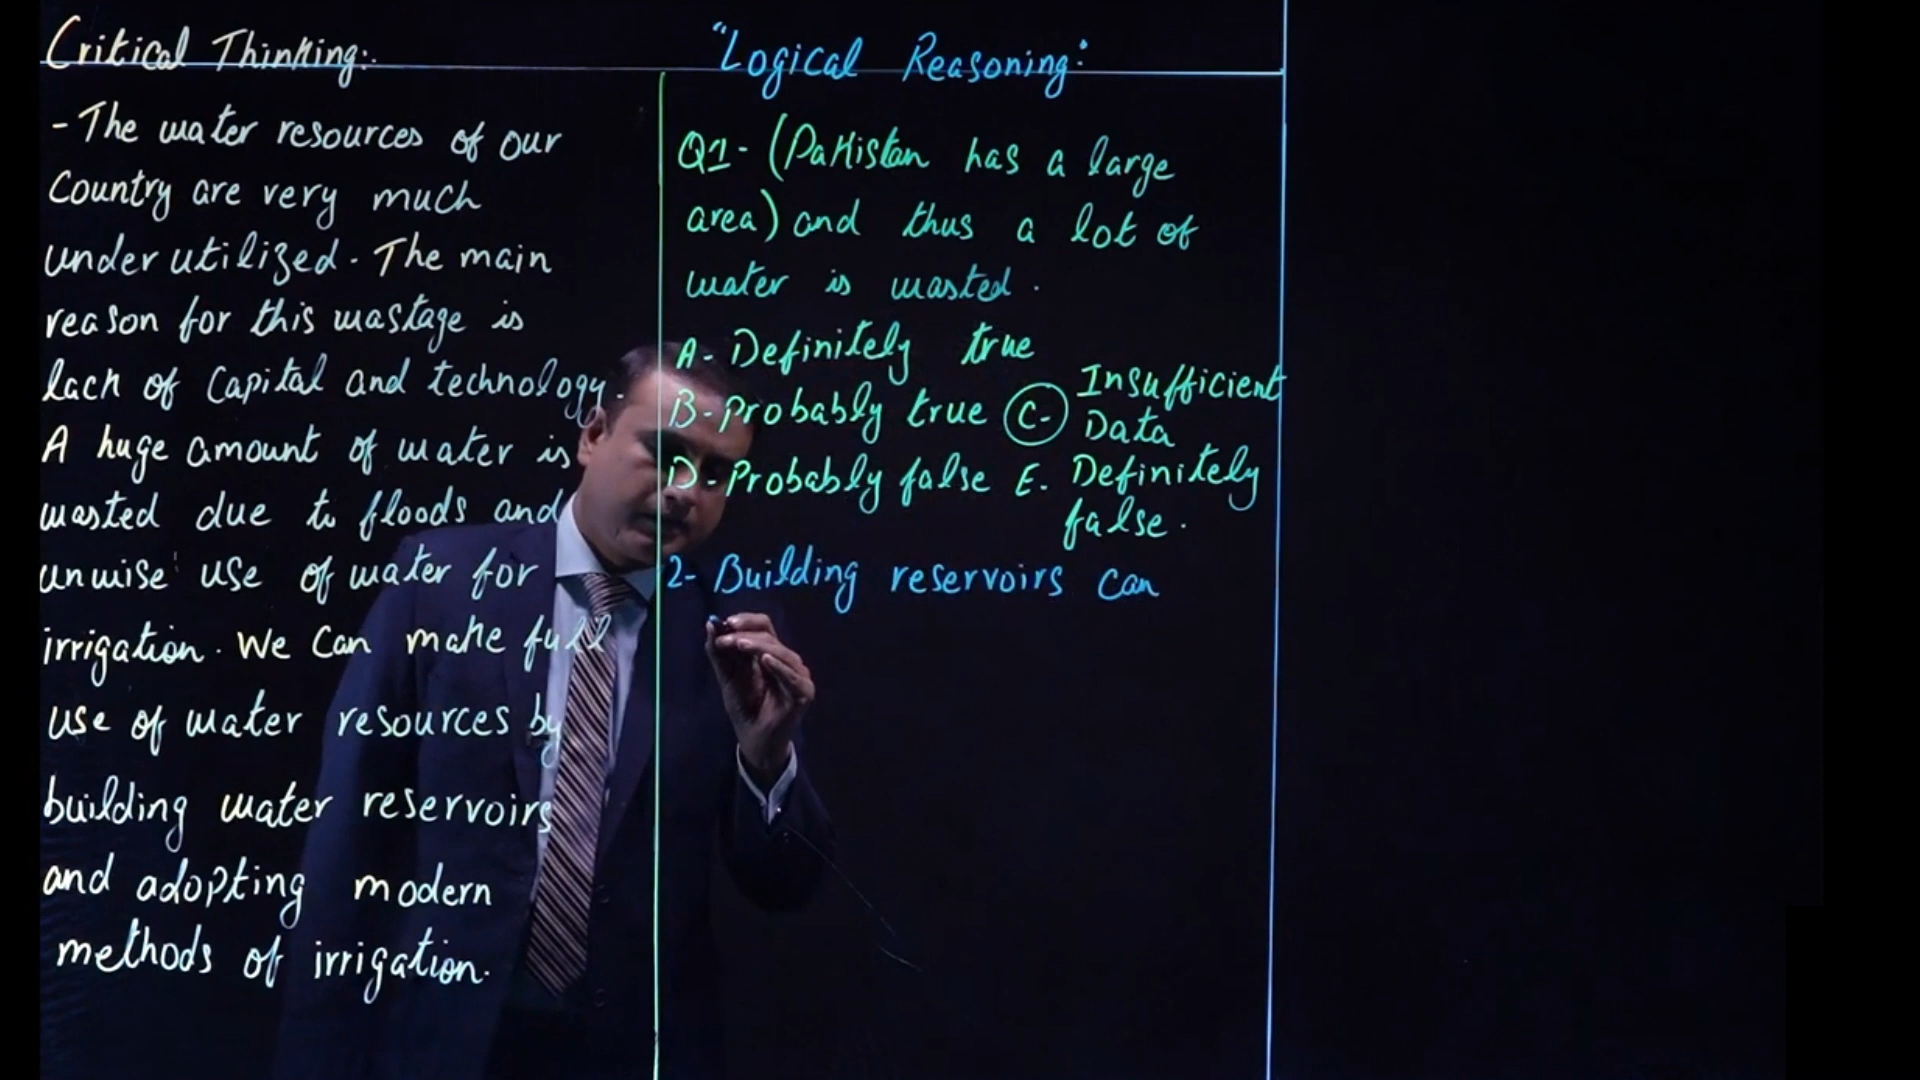 Critical Thinking:.
- The water resources of our
Country are very much
under utilized. The main
reason for this wastage is
lack of Capital and technology.
A huge amount of water is
wasted due to floods and
unwise use of water for
irrigation. We Can make full
use of water resources by
building water reservoirs
and adopting modern
methods of irrigation.
"Logical Reasoning:
Q1- (Pakistan has a large
area) and thus a lot of
water is wasted.
A- Definitely true
B- Probably true C- Insufficient
Data
D- Probably false E. Definitely
false.
2- Building reservoirs can